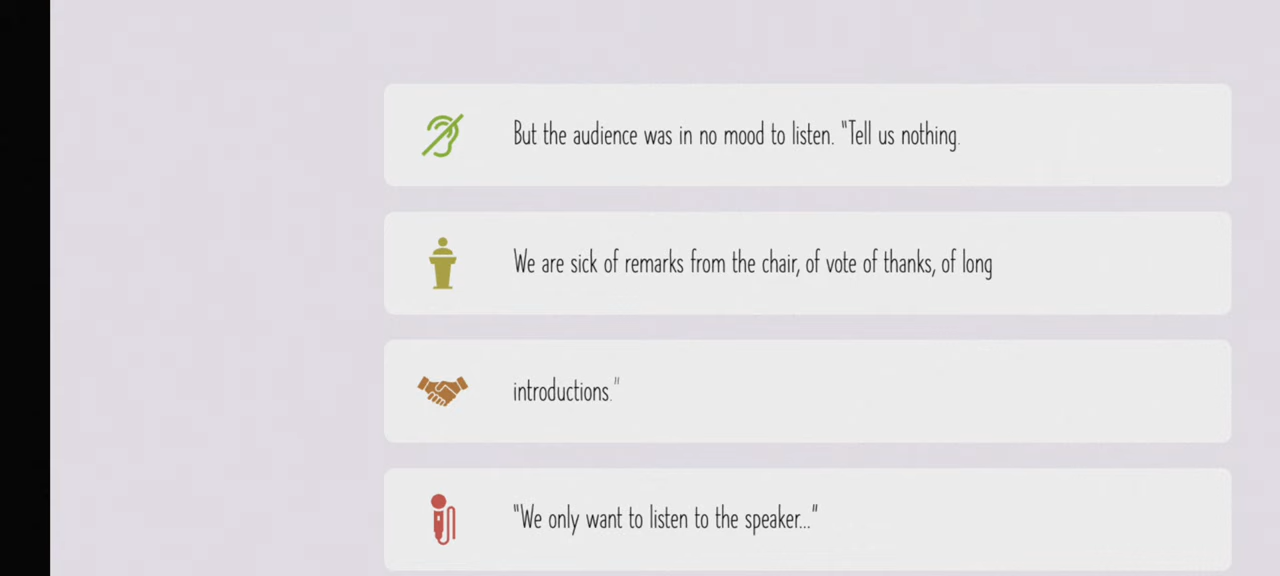 But the audience was in no mood to listen. "Tell us nothing.
We are sick of remarks from the chair, of vote of thanks, of long
introductions."
"We only want to listen to the speaker..."